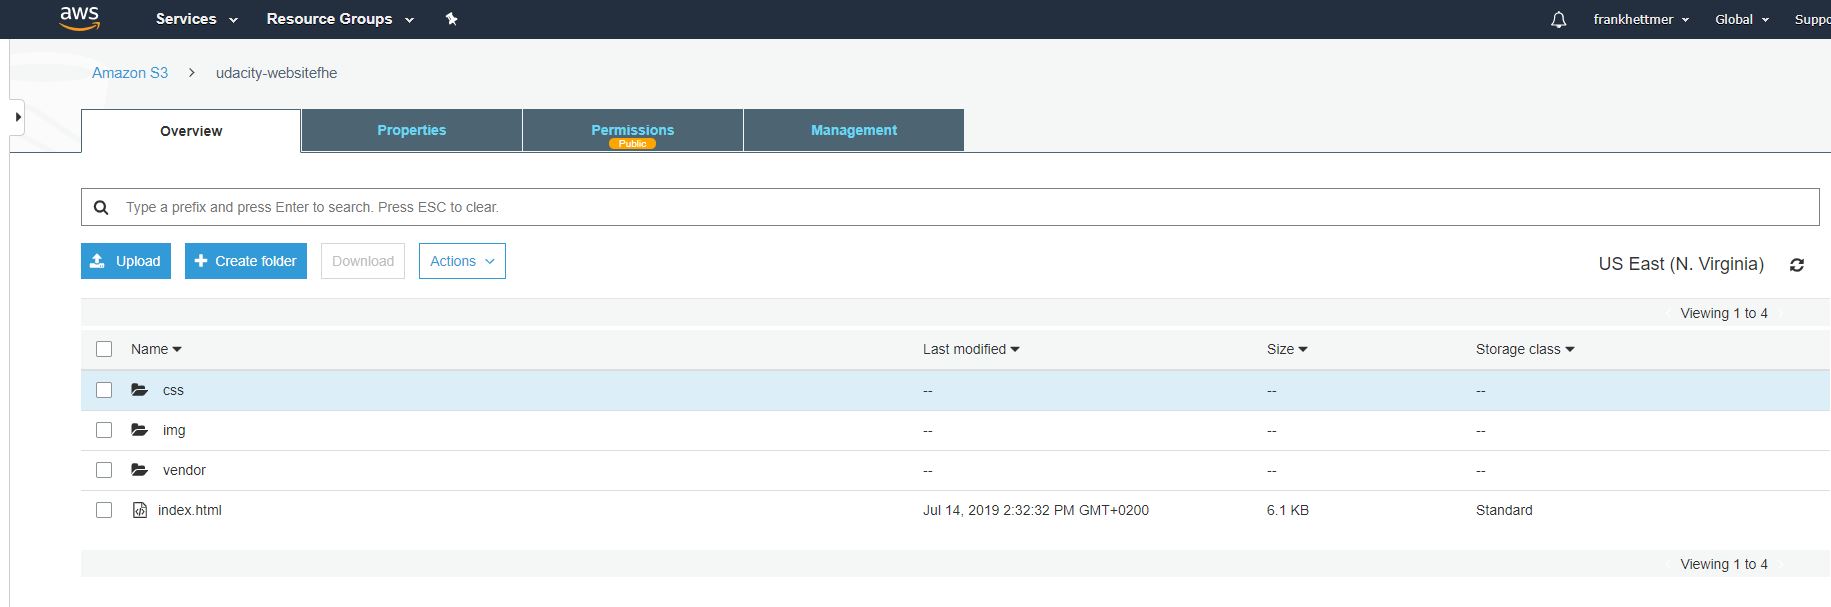 aws Services Resource Groups frankhettmer Global Suppo
Amazon S3 > udacity-websitefhe
Overview Properties Permissions Management
Public
Type a prefix and press Enter to search. Press ESC to clear.
Upload Create folder Download Actions US East (N. Virginia)
Viewing 1 to 4
Name Last modified Size Storage class
css -- -- --
img -- -- --
vendor -- -- --
index.html Jul 14, 2019 2:32:32 PM GMT+0200 6.1 KB Standard
Viewing 1 to 4